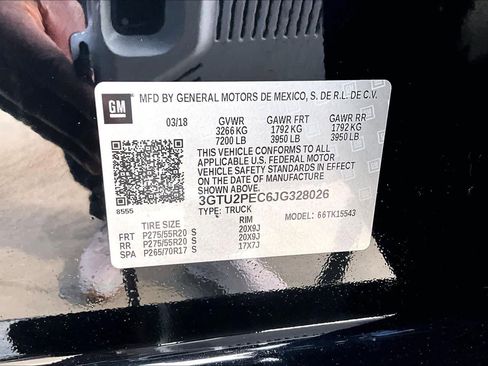 GM
MFD BY GENERAL MOTORS DE MEXICO, S. DE R.L. DE C.V.
03/18 GVWR GAWR FRT GAWR RR
3266 KG 1792 KG 1792 KG
7200 LB 3950 LB 3950 LB
THIS VEHICLE CONFORMS TO ALL
APPLICABLE U.S. FEDERAL MOTOR
VEHICLE SAFETY STANDARDS IN EFFECT
ON THE DATE OF MANUFACTURE
SHOWN ABOVE.
3GTU2PEC6JG328026
8555 TYPE: TRUCK MODEL: 66TK15543
TIRE SIZE RIM
FRT P275/55R20 S 20X9J
RR P275/55R20 S 20X9J
SPA P265/70R17 S 17X7J